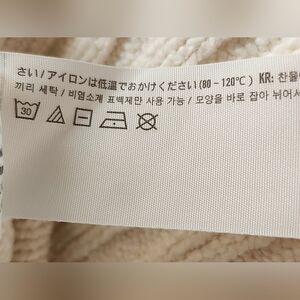 さい/アイロンは低温でおかけください(80-120℃) KR: 찬물
끼리 세탁 / 비염소계 표백제만 사용 가능 / 모양을 바로 잡아 뉘어서
30